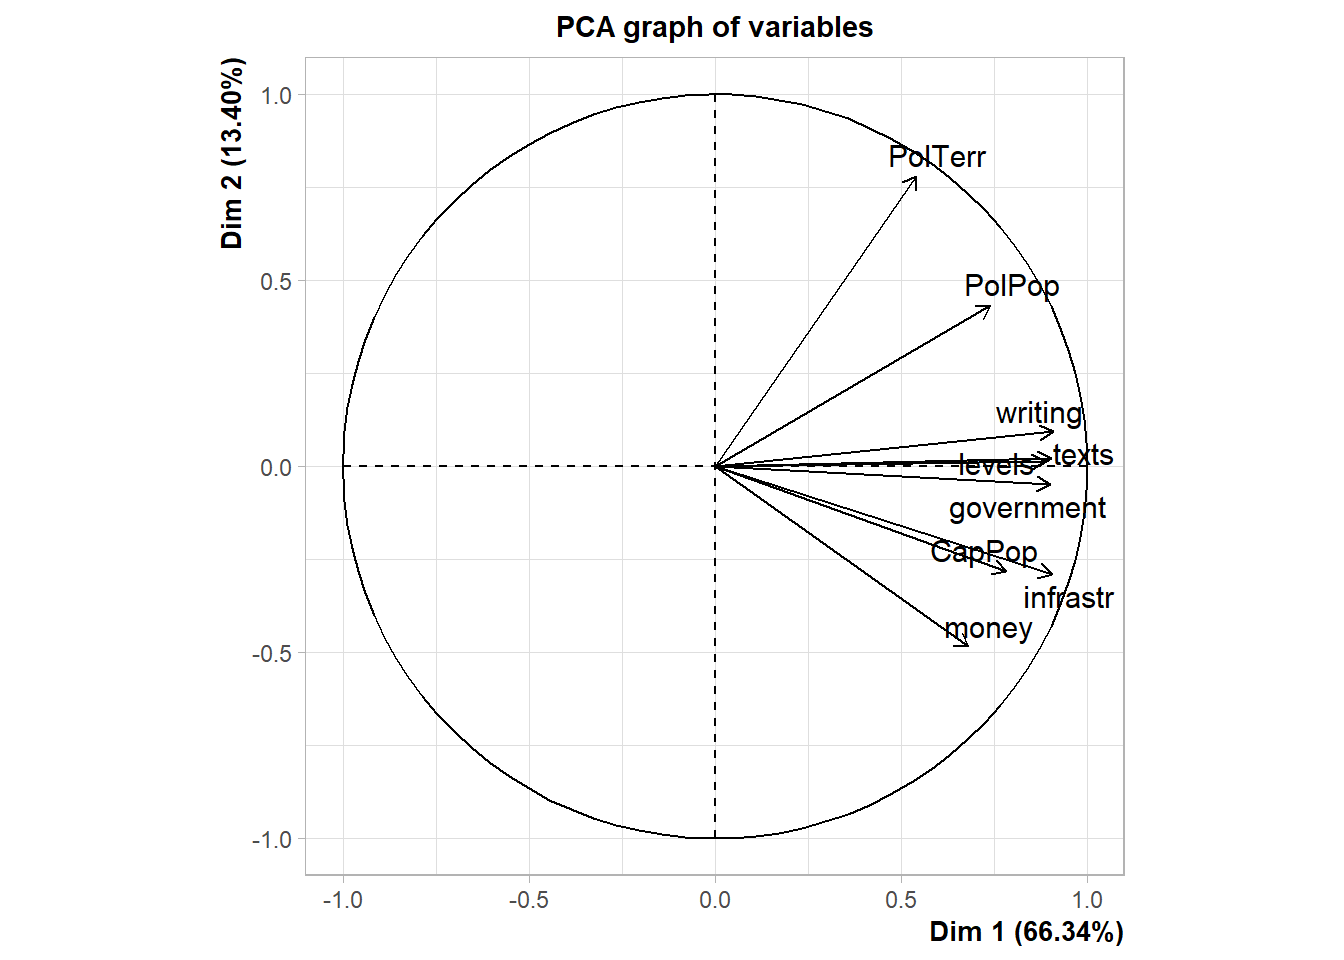 PCA graph of variables
Dim 2 (13.40%)
1.0
0.5
0.0
-0.5
-1.0
PolTerr
PolPop
writing
texts
levels
government
CapPop
infrastr
money
-1.0 -0.5 0.0 0.5 1.0
Dim 1 (66.34%)